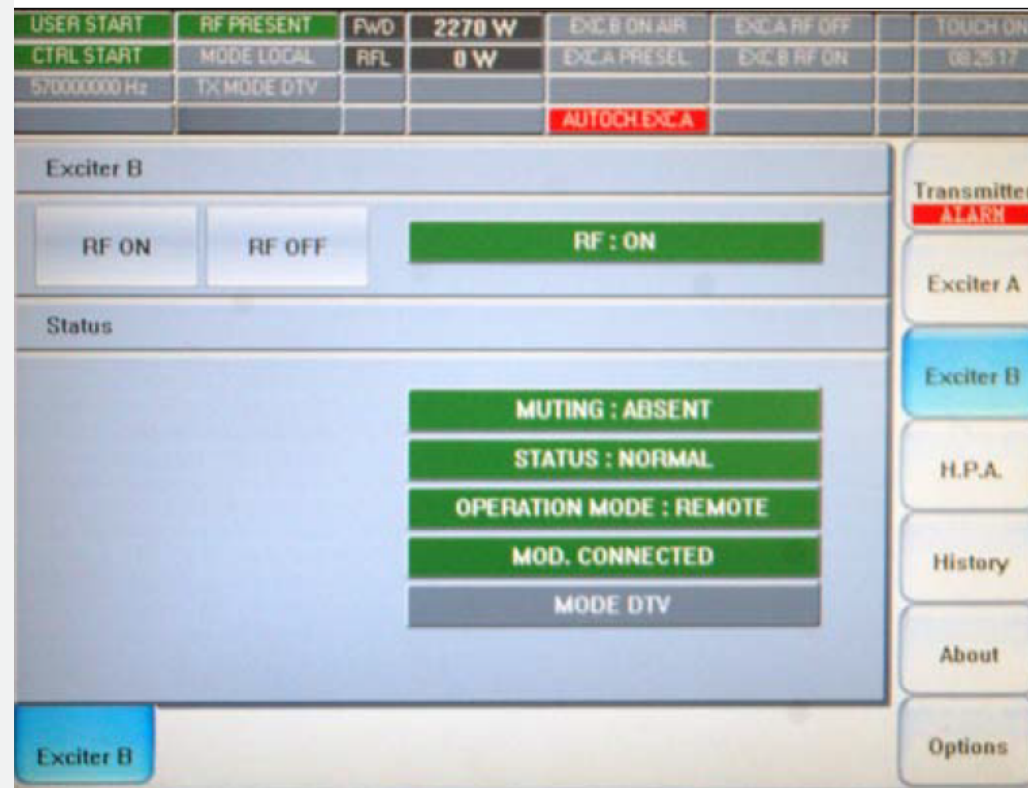 USER START RF PRESENT FWD 2270 W EXC.B ON AIR EXC.A RF OFF TOUCH ON
CTRL START MODE LOCAL RFL 0 W EXC.A PRESEL EXC.B RF ON 08:25:17
570000000 Hz TX MODE DTV
AUTOCH.EXC.A
Exciter B
RF ON RF OFF RF : ON
Status
MUTING : ABSENT
STATUS : NORMAL
OPERATION MODE : REMOTE
MOD. CONNECTED
MODE DTV
Exciter B
Transmitter
ALARM
Exciter A
Exciter B
H.P.A.
History
About
Options